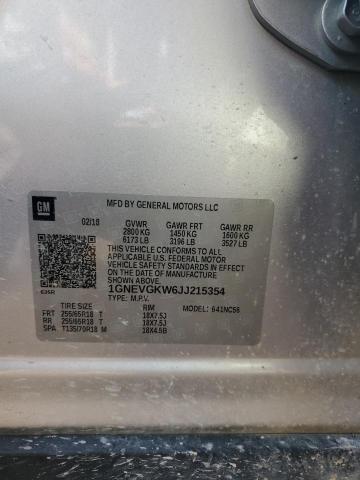 GM
MFD BY GENERAL MOTORS LLC
02/18 GVWR GAWR FRT GAWR RR
2800 KG 1450 KG 1600 KG
6173 LB 3196 LB 3527 LB
THIS VEHICLE CONFORMS TO ALL
APPLICABLE U.S. FEDERAL MOTOR
VEHICLE SAFETY STANDARDS IN
EFFECT ON THE DATE OF
MANUFACTURE SHOWN ABOVE.
1GNEVGKW6JJ215354
TYPE: M.P.V.
TIRE SIZE RIM MODEL: 641NC56
FRT 255/65R18 T 18X7.5J
RR 255/65R18 T 18X7.5J
SPA T135/70R18 M 18X4.5B